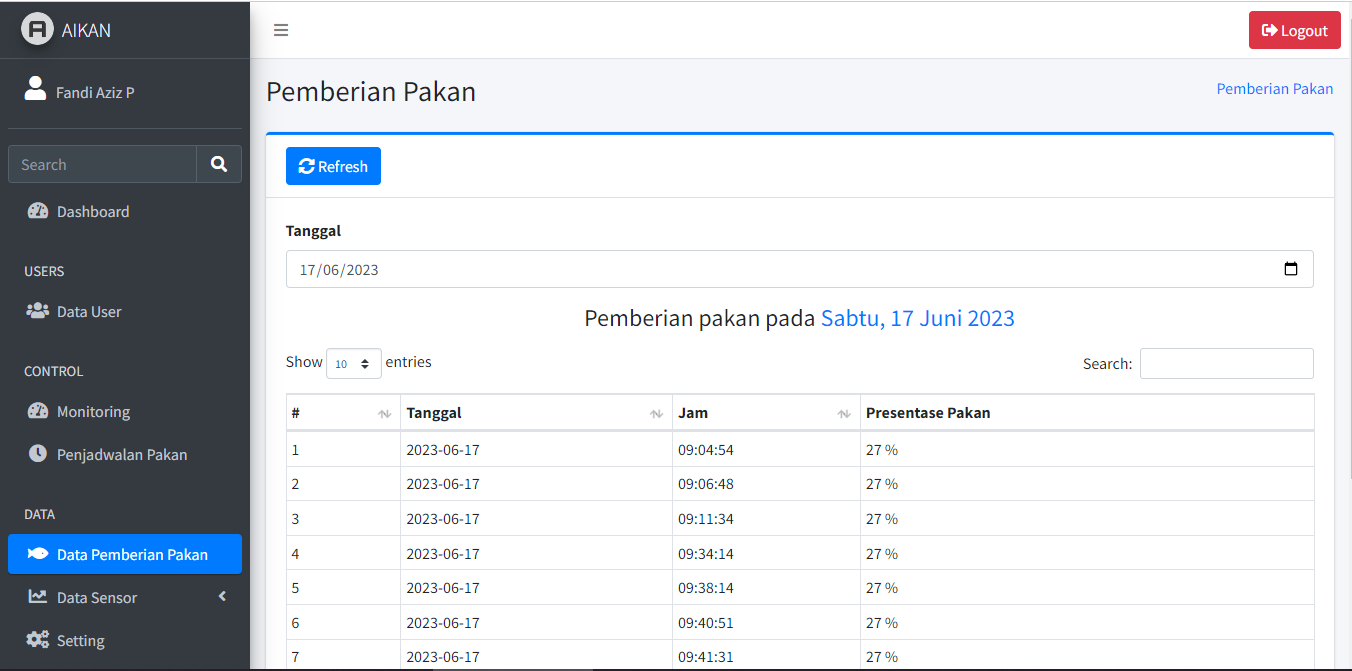 AIKAN
Logout
Fandi Aziz P
Pemberian Pakan
Pemberian Pakan
Search
Refresh
Dashboard
Tanggal
USERS
17/06/2023
Data User
Pemberian pakan pada Sabtu, 17 Juni 2023
Show 10 entries
Search:
CONTROL
Monitoring
# Tanggal Jam Presentase Pakan
Penjadwalan Pakan
1 2023-06-17 09:04:54 27 %
2 2023-06-17 09:06:48 27 %
DATA
3 2023-06-17 09:11:34 27 %
Data Pemberian Pakan
4 2023-06-17 09:34:14 27 %
Data Sensor
5 2023-06-17 09:38:14 27 %
6 2023-06-17 09:40:51 27 %
Setting
7 2023-06-17 09:41:31 27 %